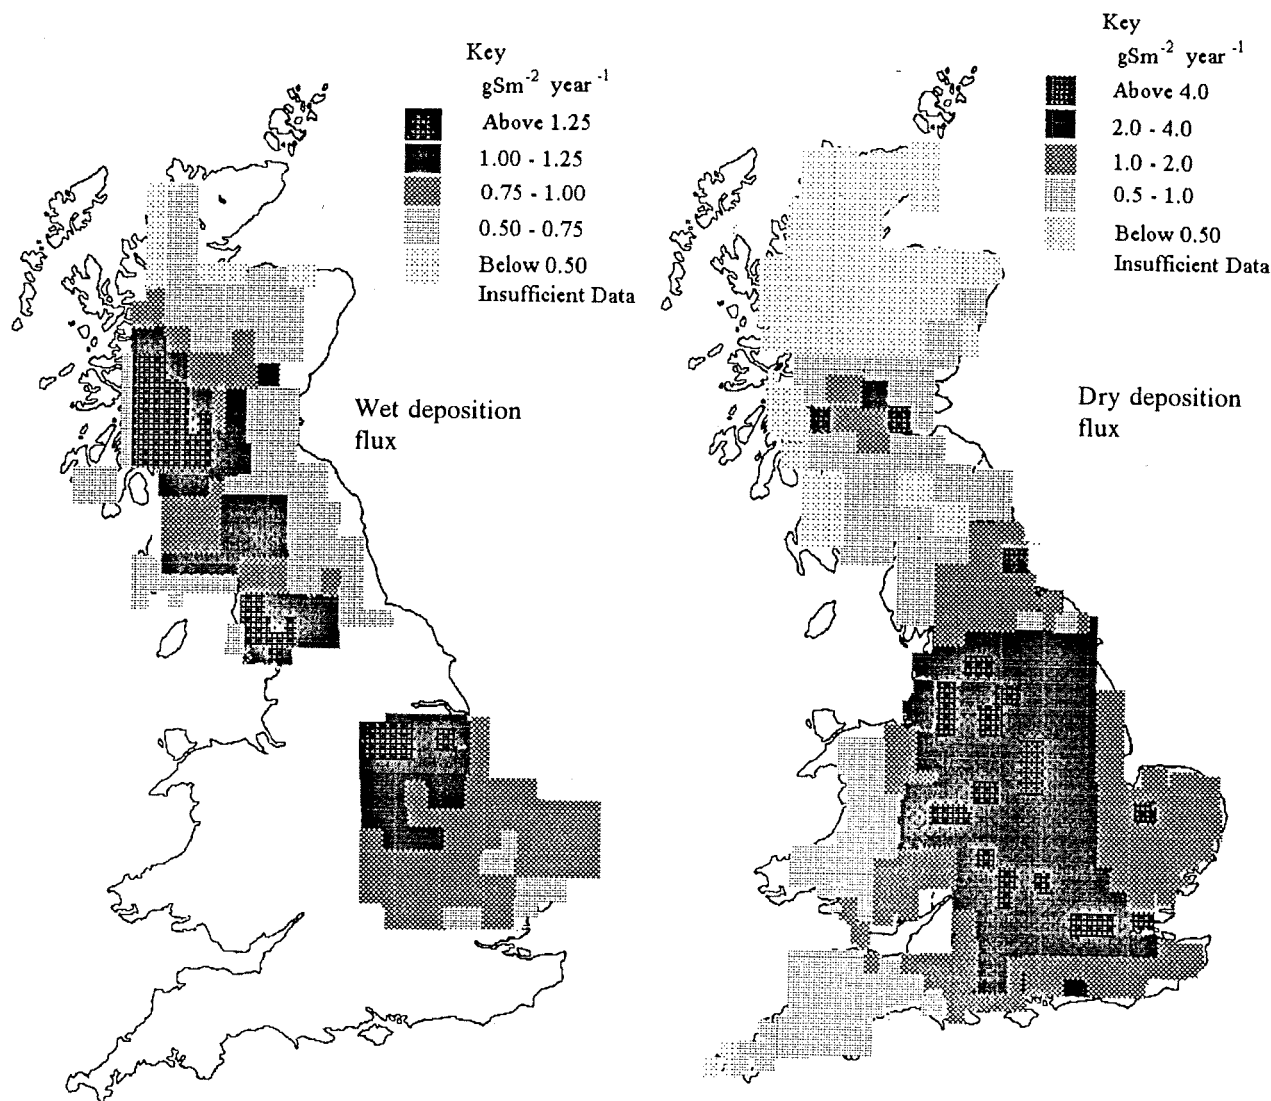 Key
gSm⁻² year⁻¹
Above 1.25
1.00 - 1.25
0.75 - 1.00
0.50 - 0.75
Below 0.50
Insufficient Data
Wet deposition
flux
Key
gSm⁻² year⁻¹
Above 4.0
2.0 - 4.0
1.0 - 2.0
0.5 - 1.0
Below 0.50
Insufficient Data
Dry deposition
flux